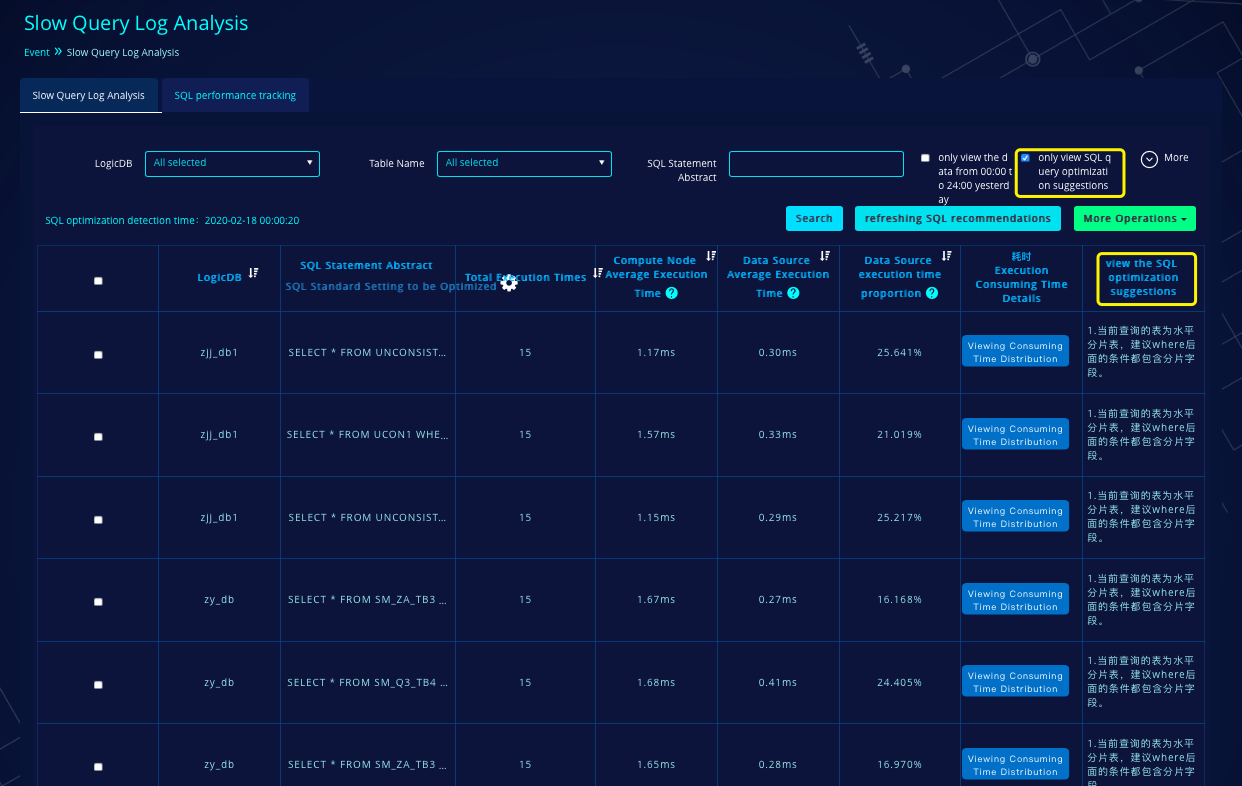 Slow Query Log Analysis
Event » Slow Query Log Analysis
Slow Query Log Analysis
SQL performance tracking
LogicDB
All selected
Table Name
All selected
SQL Statement
Abstract
only view the d
ata from 00:00 t
o 24:00 yesterd
ay
only view SQL q
uery optimizati
on suggestions
More
SQL optimization detection time: 2020-02-18 00:00:20
Search
refreshing SQL recommendations
More Operations
LogicDB
SQL Statement Abstract
SQL Standard Setting to be Optimized
Total Execution Times
Compute Node
Average Execution
Time ?
Data Source
Average Execution
Time ?
Data Source
execution time
proportion ?
耗时
Execution
Consuming Time
Details
view the SQL
optimization
suggestions
zjj_db1
SELECT * FROM UNCONSIST...
15
1.17ms
0.30ms
25.641%
Viewing Consuming
Time Distribution
1.当前查询的表为水平
分片表，建议where后
面的条件都包含分片字
段。
zjj_db1
SELECT * FROM UCON1 WHE...
15
1.57ms
0.33ms
21.019%
Viewing Consuming
Time Distribution
1.当前查询的表为水平
分片表，建议where后
面的条件都包含分片字
段。
zjj_db1
SELECT * FROM UNCONSIST...
15
1.15ms
0.29ms
25.217%
Viewing Consuming
Time Distribution
1.当前查询的表为水平
分片表，建议where后
面的条件都包含分片字
段。
zy_db
SELECT * FROM SM_ZA_TB3 ...
15
1.67ms
0.27ms
16.168%
Viewing Consuming
Time Distribution
1.当前查询的表为水平
分片表，建议where后
面的条件都包含分片字
段。
zy_db
SELECT * FROM SM_Q3_TB4 ...
15
1.68ms
0.41ms
24.405%
Viewing Consuming
Time Distribution
1.当前查询的表为水平
分片表，建议where后
面的条件都包含分片字
段。
zy_db
SELECT * FROM SM_ZA_TB3 ...
15
1.65ms
0.28ms
16.970%
Viewing Consuming
Time Distribution
1.当前查询的表为水平
分片表，建议where后
面的条件都包含分片字